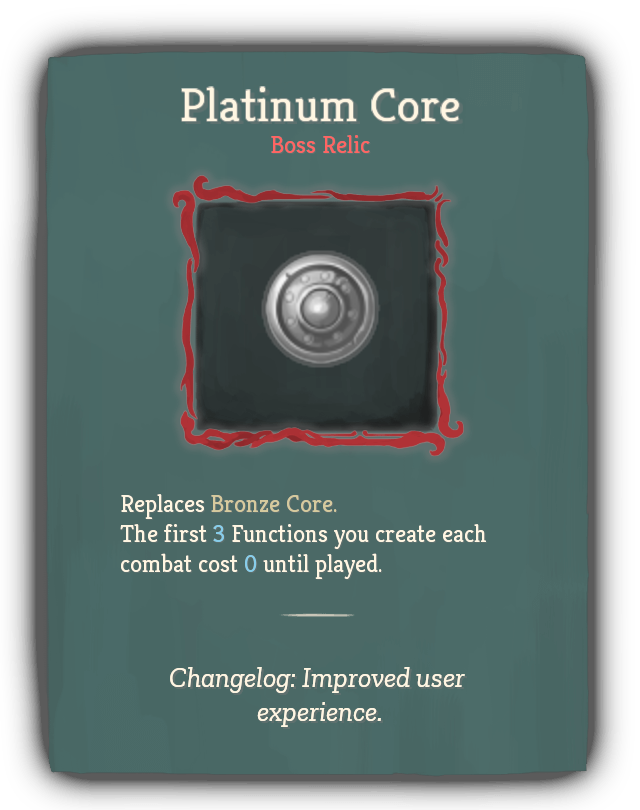 Platinum Core
Boss Relic
Replaces Bronze Core.
The first 3 Functions you create each
combat cost 0 until played.
Changelog: Improved user
experience.